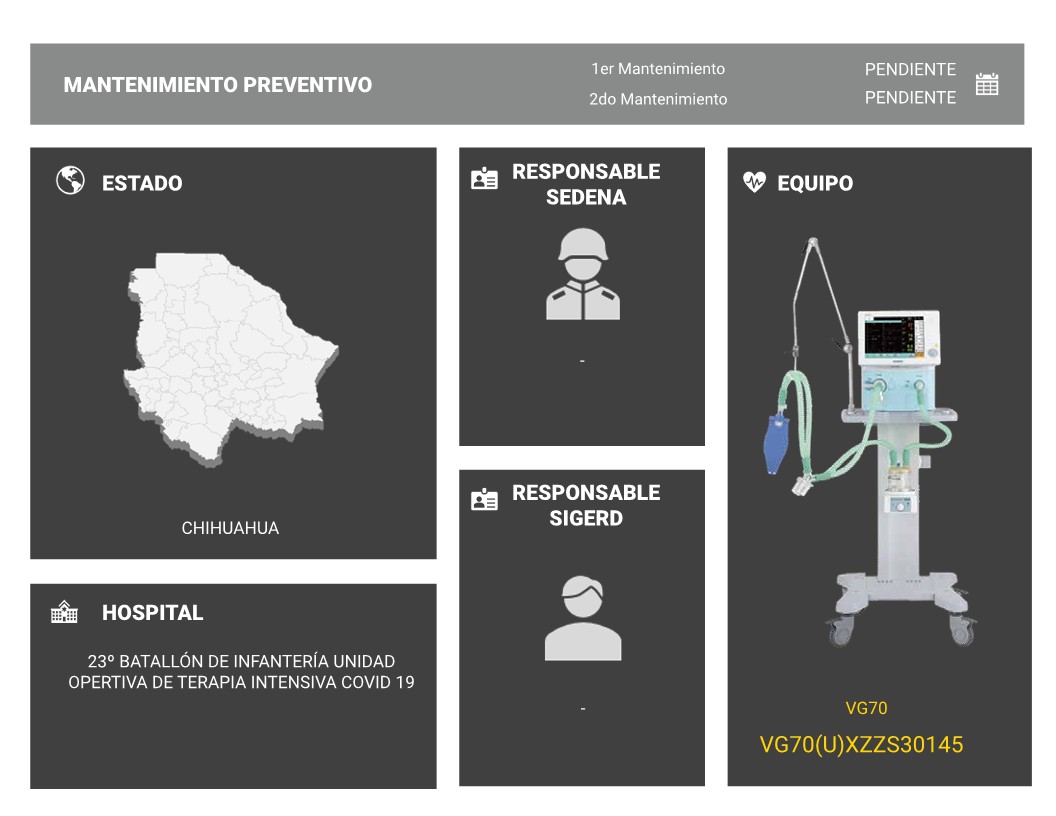 MANTENIMIENTO PREVENTIVO
1er Mantenimiento
PENDIENTE
2do Mantenimiento
PENDIENTE
ESTADO
CHIHUAHUA
HOSPITAL
23º BATALLÓN DE INFANTERÍA UNIDAD
OPERTIVA DE TERAPIA INTENSIVA COVID 19
RESPONSABLE
SEDENA
-
RESPONSABLE
SIGERD
-
EQUIPO
VG70
VG70(U)XZZS30145